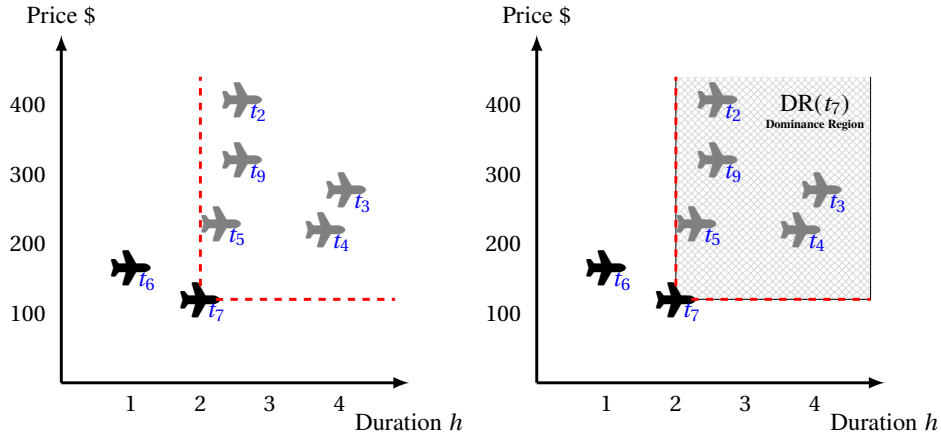 Price $
400
300
200
100
t2
t9
t3
t5
t4
t6
t7
1 2 3 4
Duration h
Price $
400
300
200
100
DR(t7)
Dominance Region
t2
t9
t3
t5
t4
t6
t7
1 2 3 4
Duration h